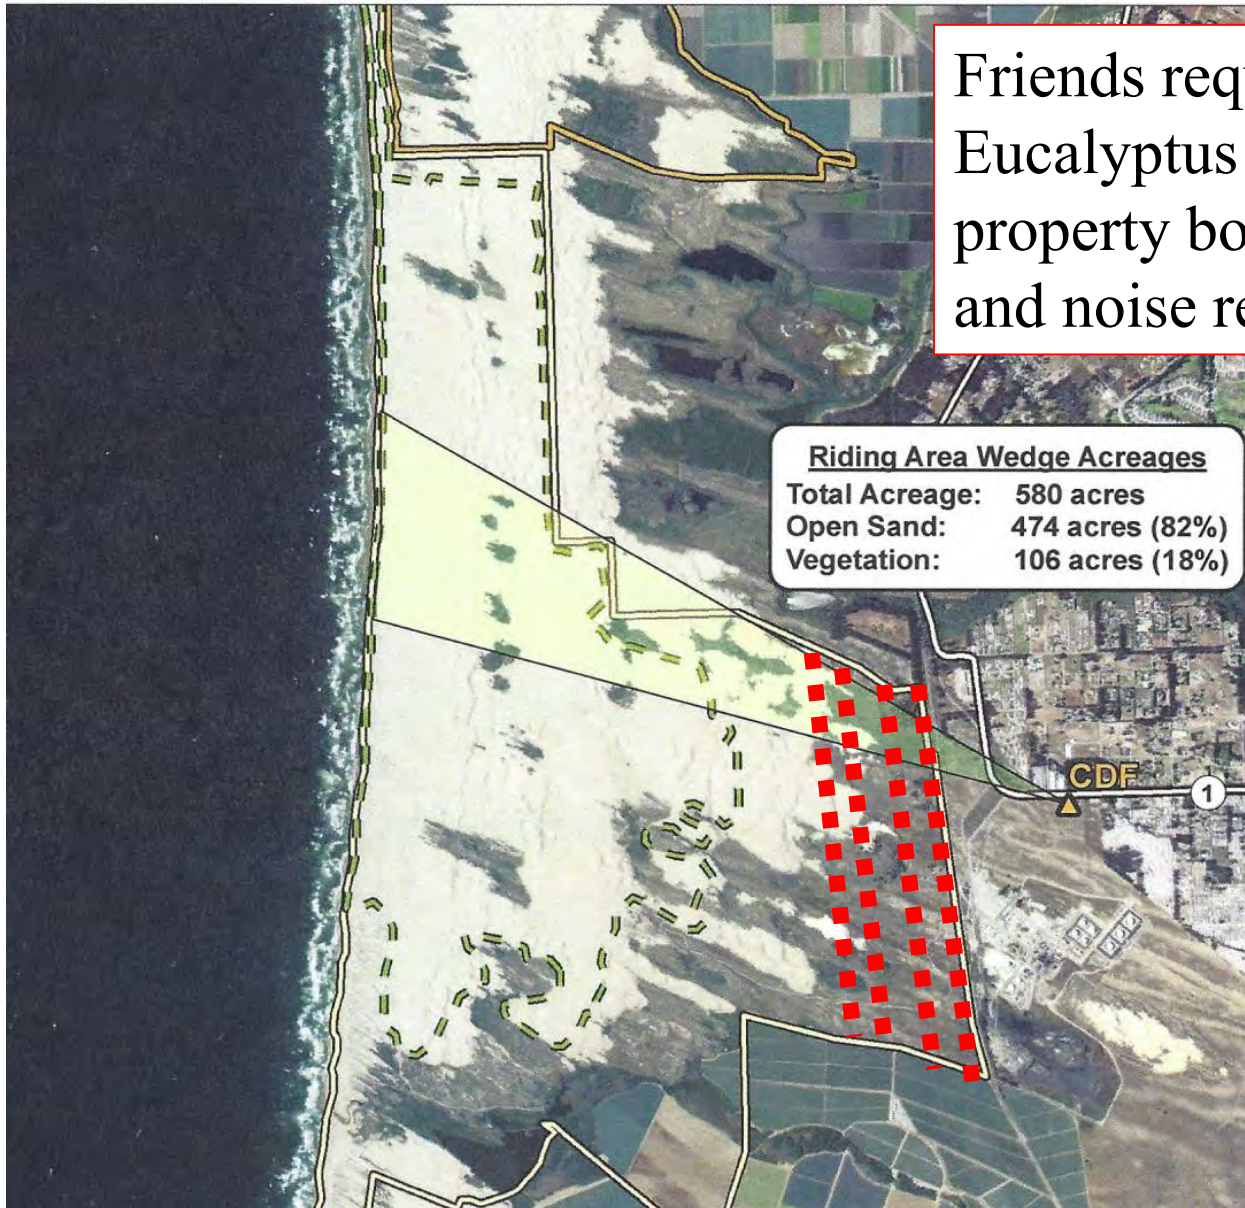 Friends req
Eucalyptus
property bo
and noise re
Riding Area Wedge Acreages
Total Acreage: 580 acres
Open Sand: 474 acres (82%)
Vegetation: 106 acres (18%)
CDF
1